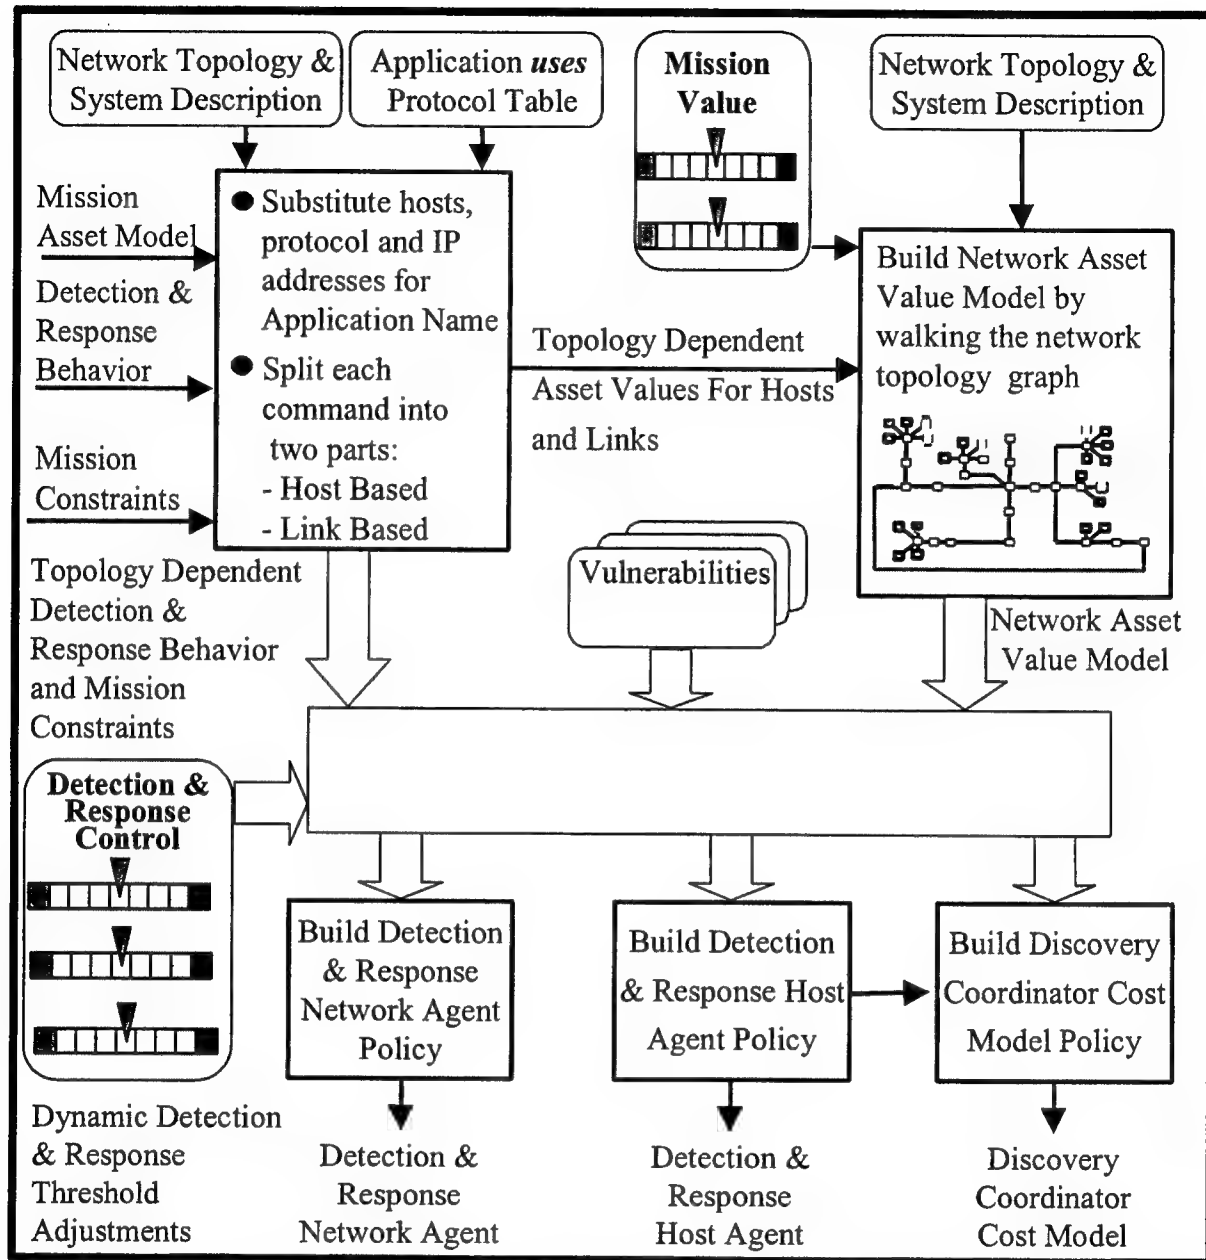 Network Topology &
System Description
Application uses
Protocol Table
Mission
Value
Network Topology &
System Description
Mission
Asset Model
Detection &
Response
Behavior
Mission
Constraints
● Substitute hosts,
protocol and IP
addresses for
Application Name
● Split each
command into
two parts:
- Host Based
- Link Based
Topology Dependent
Asset Values For Hosts
and Links
Build Network Asset
Value Model by
walking the network
topology graph
Vulnerabilities
Topology Dependent
Detection &
Response Behavior
and Mission
Constraints
Network Asset
Value Model
Detection &
Response
Control
Build Detection
& Response
Network Agent
Policy
Build Detection
& Response Host
Agent Policy
Build Discovery
Coordinator Cost
Model Policy
Dynamic Detection
& Response
Threshold
Adjustments
Detection &
Response
Network Agent
Detection &
Response
Host Agent
Discovery
Coordinator
Cost Model